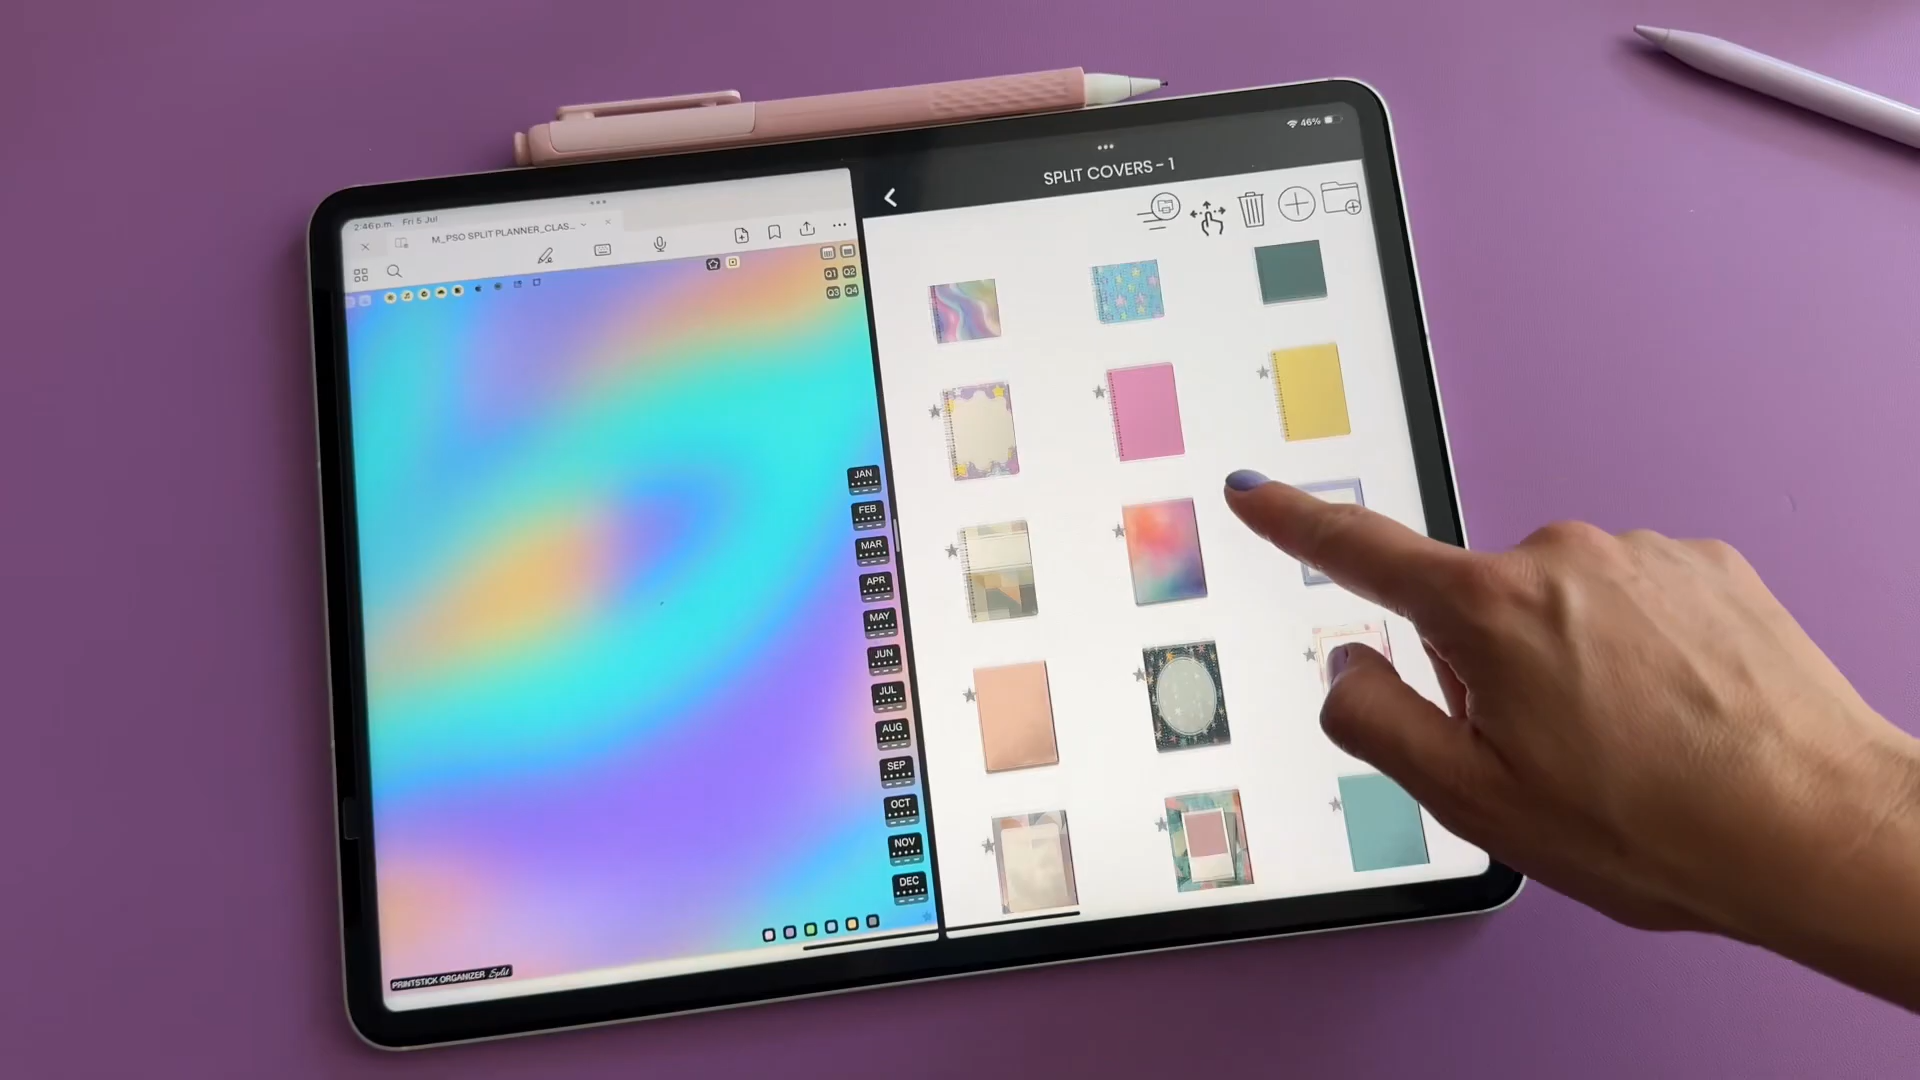 2:46 p.m. Fri 5 Jul
46%
M_PSO SPLIT PLANNER_CLAS...
SPLIT COVERS - 1
Q1 Q2
Q3 Q4
JAN
FEB
MAR
APR
MAY
JUN
JUL
AUG
SEP
OCT
NOV
DEC
PRINTSTICK ORGANIZER Split